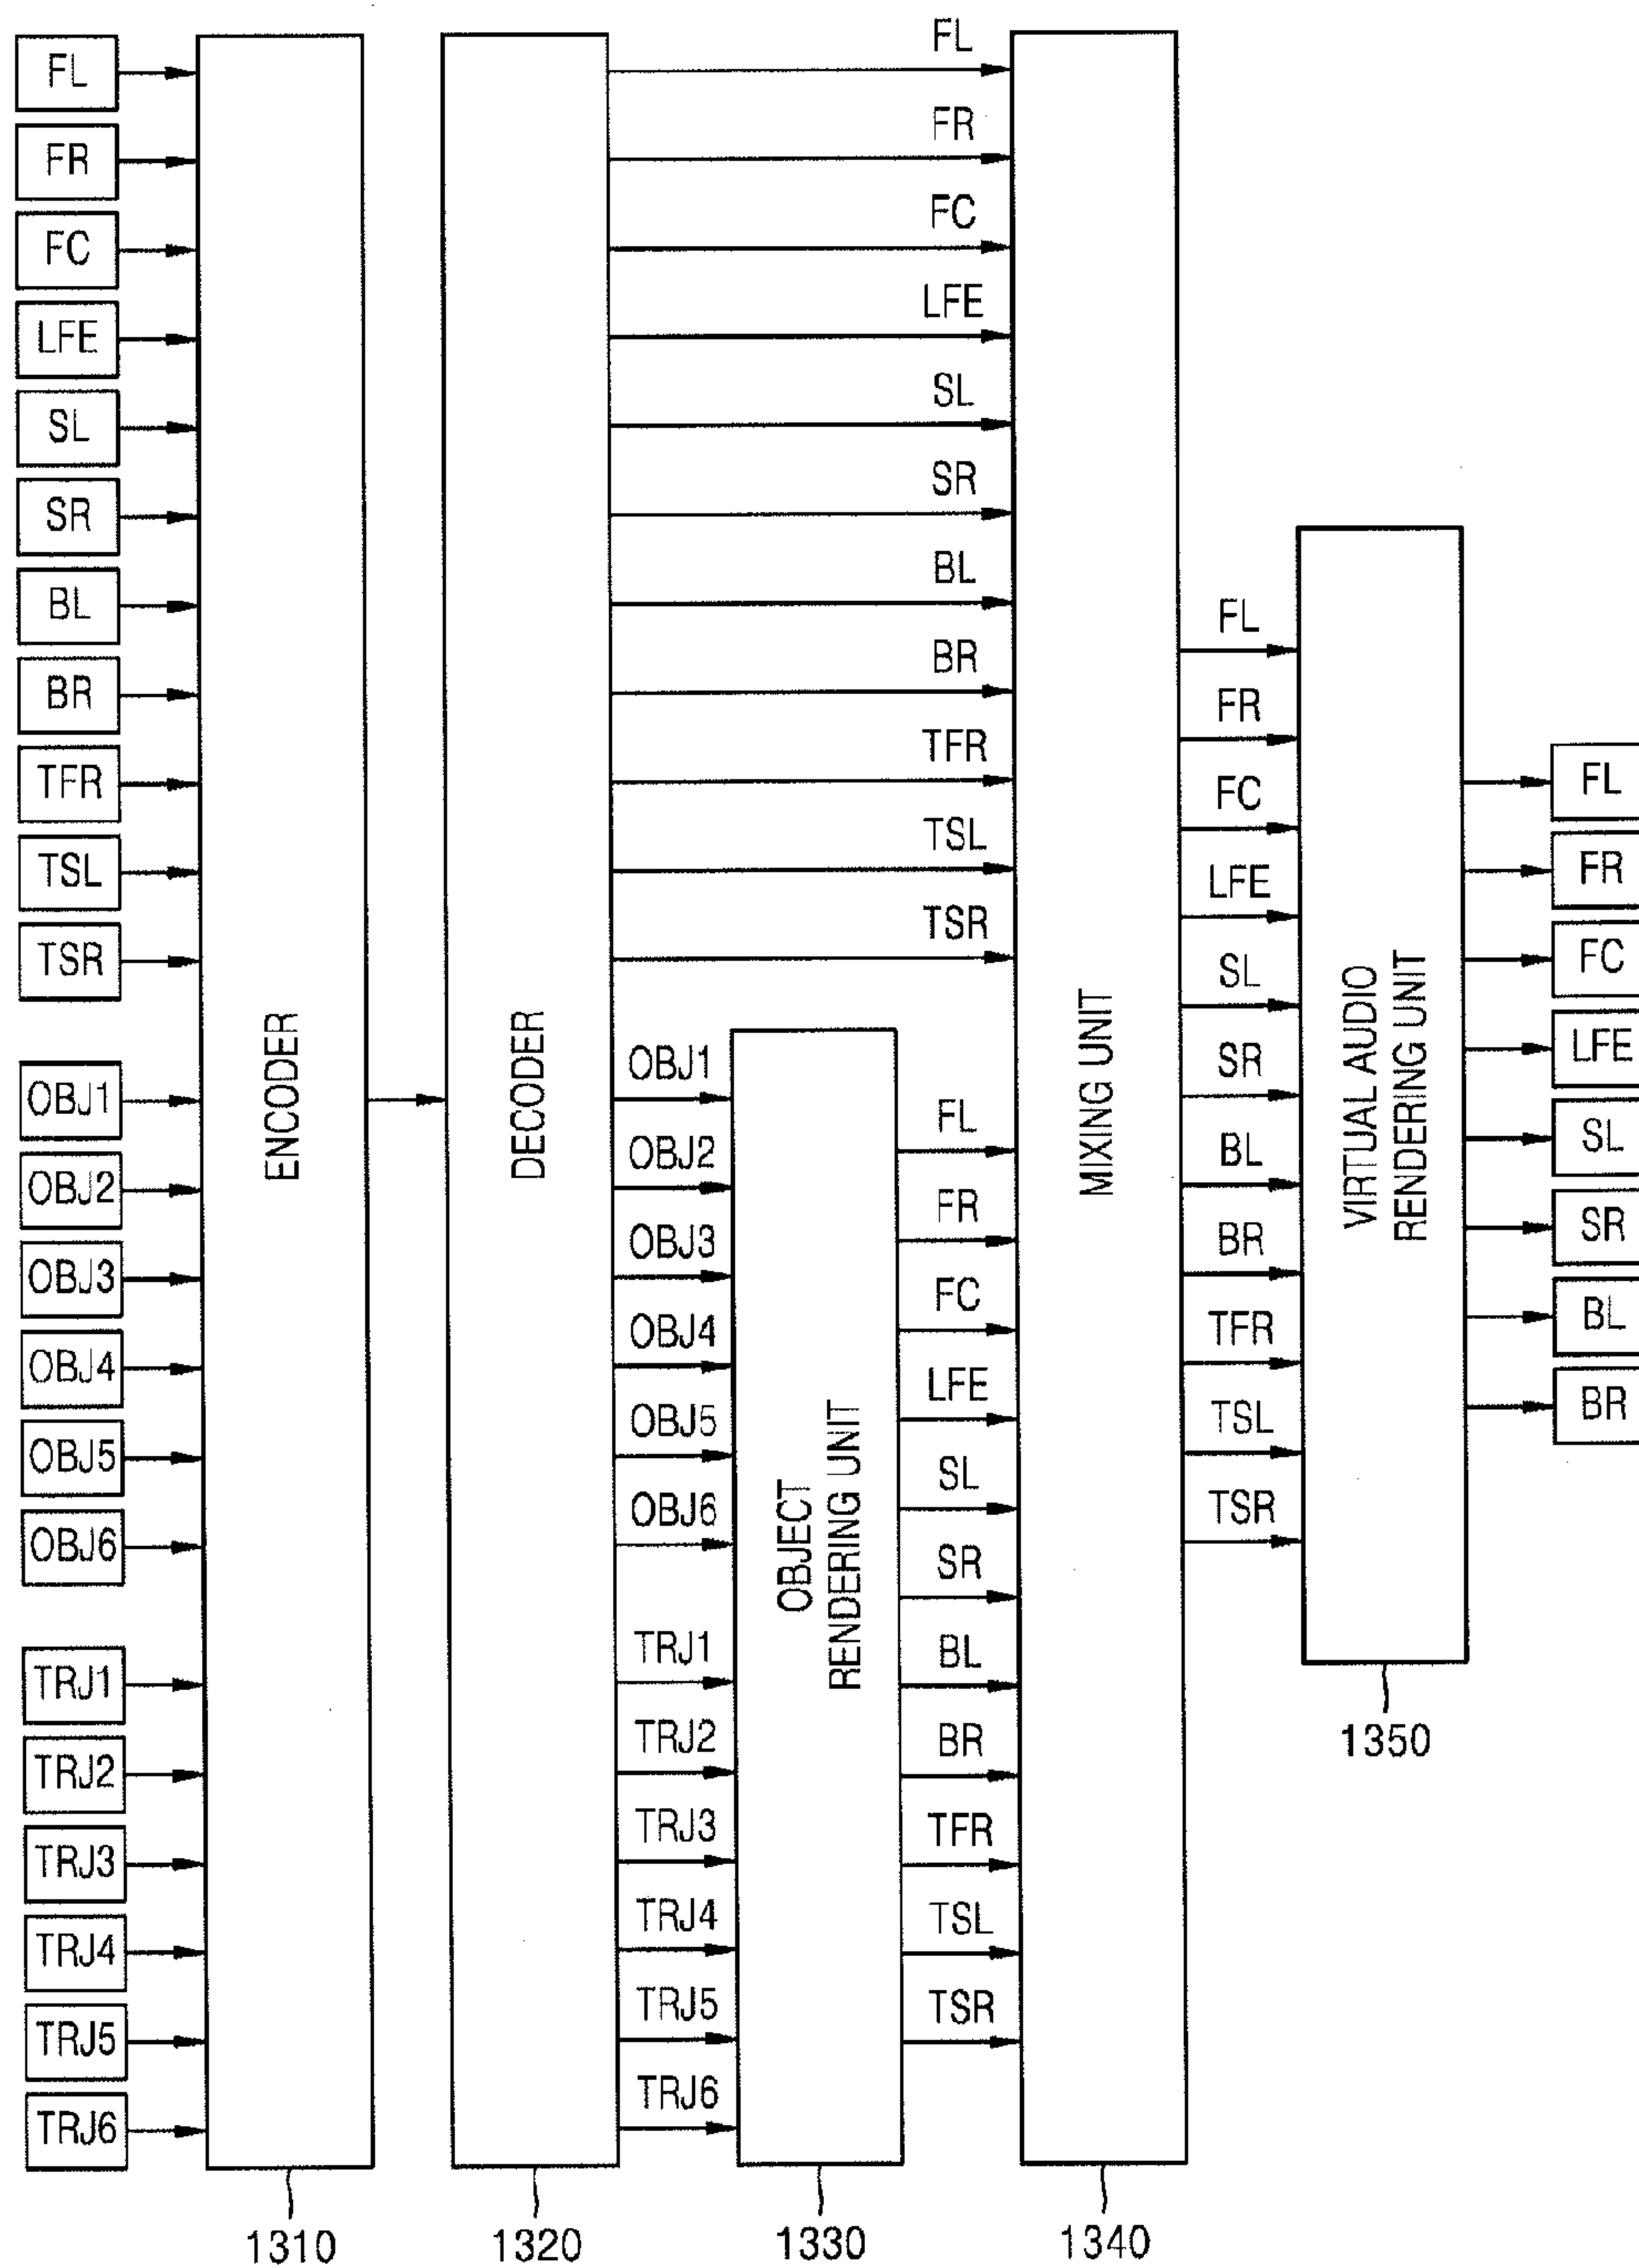 FL
FR
FC
LFE
SL
SR
BL
BR
TFR
TSL
TSR
OBJ1
OBJ2
OBJ3
OBJ4
OBJ5
OBJ6
TRJ1
TRJ2
TRJ3
TRJ4
TRJ5
TRJ6
ENCODER
1310
DECODER
1320
FL
FR
FC
LFE
SL
SR
BL
BR
TFR
TSL
TSR
OBJ1
OBJ2
OBJ3
OBJ4
OBJ5
OBJ6
TRJ1
TRJ2
TRJ3
TRJ4
TRJ5
TRJ6
OBJECT
RENDERING UNIT
1330
FL
FR
FC
LFE
SL
SR
BL
BR
TFR
TSL
TSR
MIXING UNIT
1340
FL
FR
FC
LFE
SL
SR
BL
BR
TFR
TSL
TSR
VIRTUAL AUDIO
RENDERING UNIT
1350
FL
FR
FC
LFE
SL
SR
BL
BR